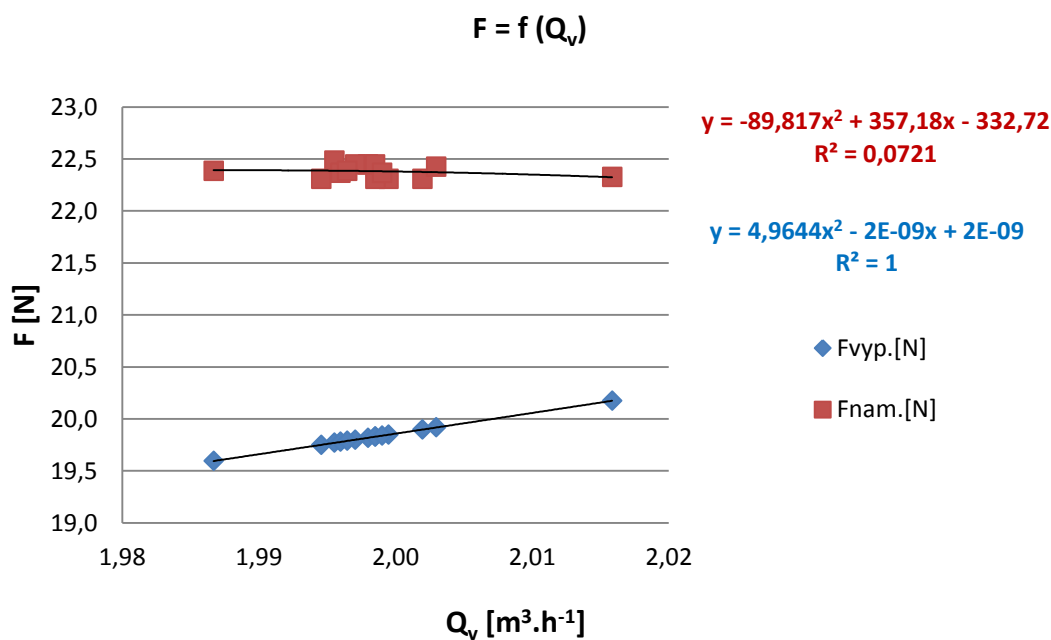 F = f (Qᵥ)
23,0
22,5
22,0
21,5
21,0
20,5
20,0
19,5
19,0
F [N]
1,98
1,99
2,00
2,01
2,02
Qᵥ [m³.h⁻¹]
y = -89,817x² + 357,18x - 332,72
R² = 0,0721
y = 4,9644x² - 2E-09x + 2E-09
R² = 1
Fvyp.[N]
Fnam.[N]